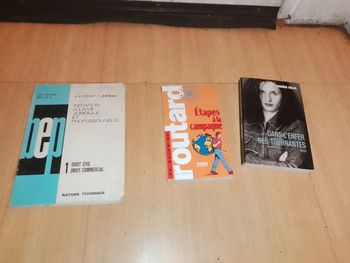 INITIATION
A LA VIE
JURIDIQUE
ET
PROFESSIONNELLE
bep
1 DROIT CIVIL
DROIT COMMERCIAL
NATHAN TECHNIQUE
routard
Étapes
à la
campagne
1999
DANS L'ENFER
DES TOURNANTES